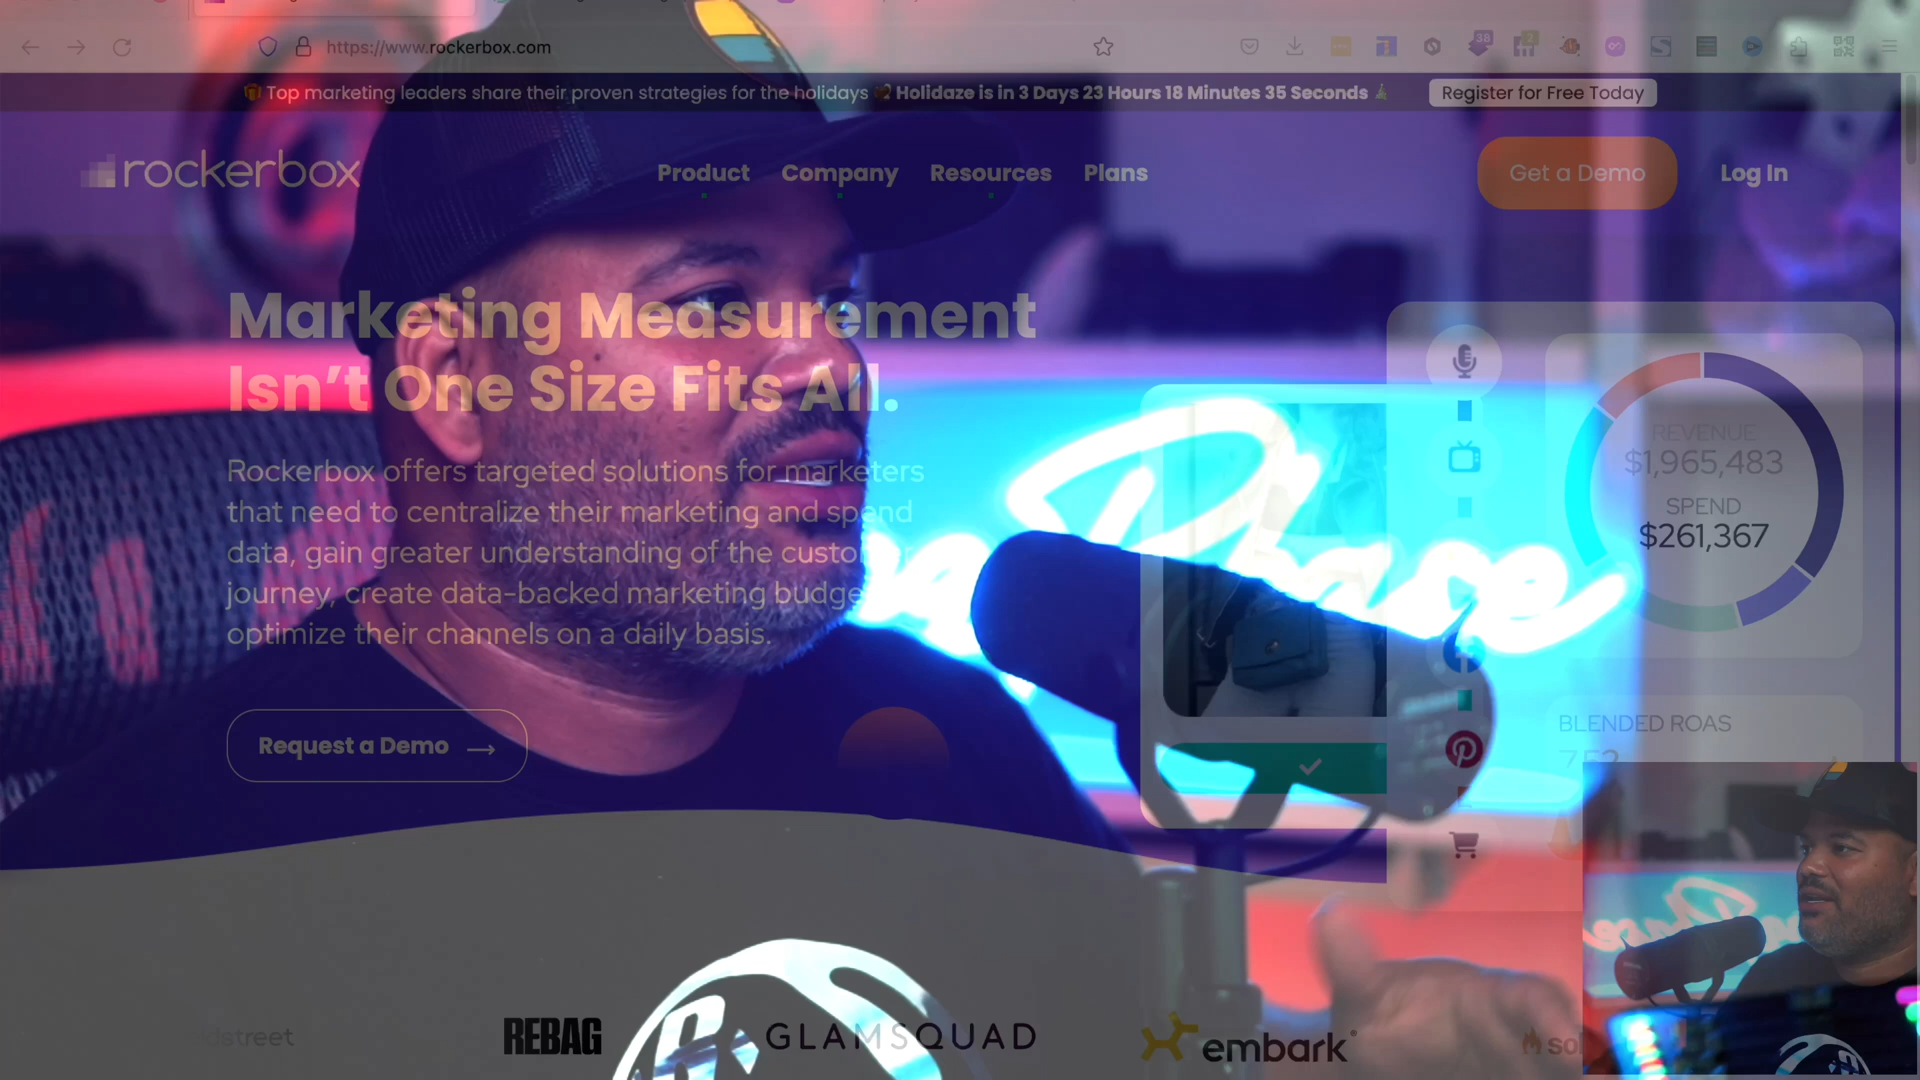 https://www.rockerbox.com
38
2
Top marketing leaders share their proven strategies for the holidays Holidaze is in 3 Days 23 Hours 18 Minutes 35 Seconds
Register for Free Today
rockerbox
Product Company Resources Plans
Get a Demo
Log In
Marketing Measurement
Isn’t One Size Fits All.
Rockerbox offers targeted solutions for marketers
that need to centralize their marketing and spend
data, gain greater understanding of the
journey, create data-backed marketing
optimize their channels on a daily basis.
Request a Demo →
REVENUE
$1,965,483
SPEND
$261,367
BLENDED ROAS
Phase
REBAG
GLAMSQUAD
embark